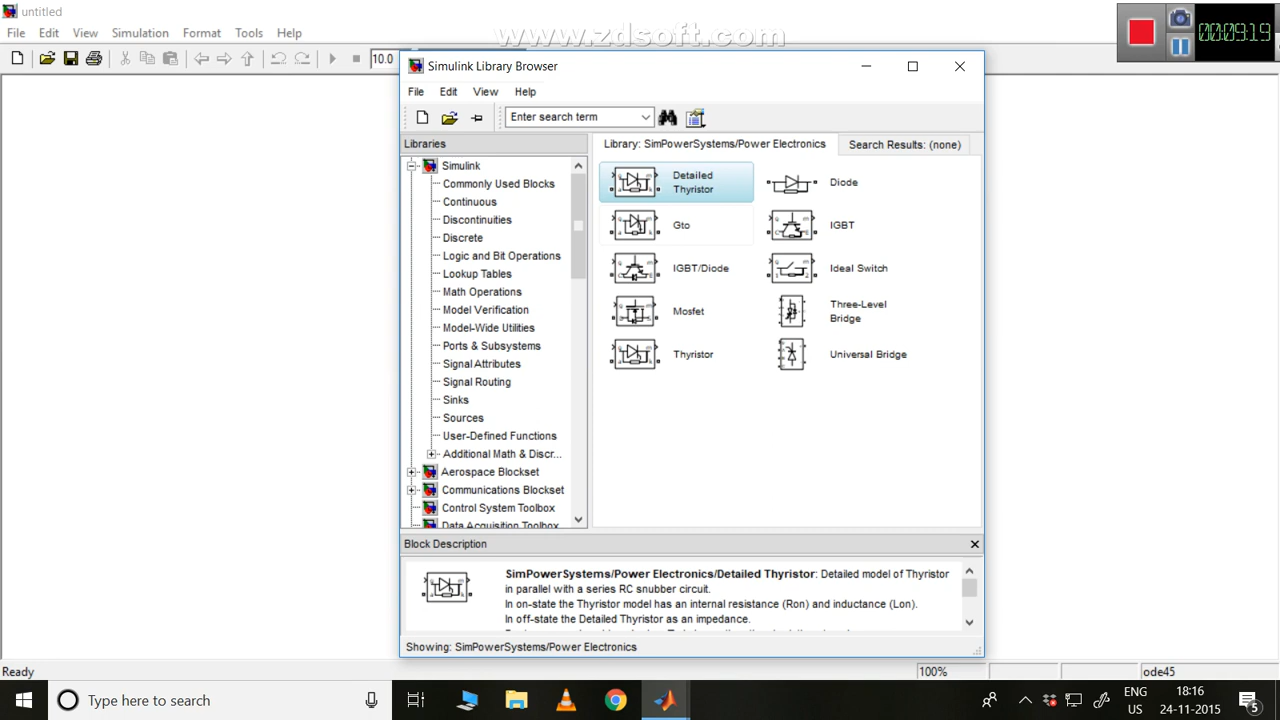 untitled
File Edit View Simulation Format Tools Help
10.0
www.zdsoft.com
00:09:19
Simulink Library Browser
File Edit View Help
Enter search term
Libraries
Library: SimPowerSystems/Power Electronics
Search Results: (none)
Simulink
Commonly Used Blocks
Continuous
Discontinuities
Discrete
Logic and Bit Operations
Lookup Tables
Math Operations
Model Verification
Model-Wide Utilities
Ports & Subsystems
Signal Attributes
Signal Routing
Sinks
Sources
User-Defined Functions
Additional Math & Discr...
Aerospace Blockset
Communications Blockset
Control System Toolbox
Data Acquisition Toolbox
Detailed
Thyristor
Diode
Gto
IGBT
IGBT/Diode
Ideal Switch
Mosfet
Three-Level
Bridge
Thyristor
Universal Bridge
Block Description
SimPowerSystems/Power Electronics/Detailed Thyristor: Detailed model of Thyristor
in parallel with a series RC snubber circuit.
In on-state the Thyristor model has an internal resistance (Ron) and inductance (Lon).
In off-state the Detailed Thyristor as an impedance.
Showing: SimPowerSystems/Power Electronics
Ready
100%
ode45
Type here to search
ENG
US
18:16
24-11-2015
5